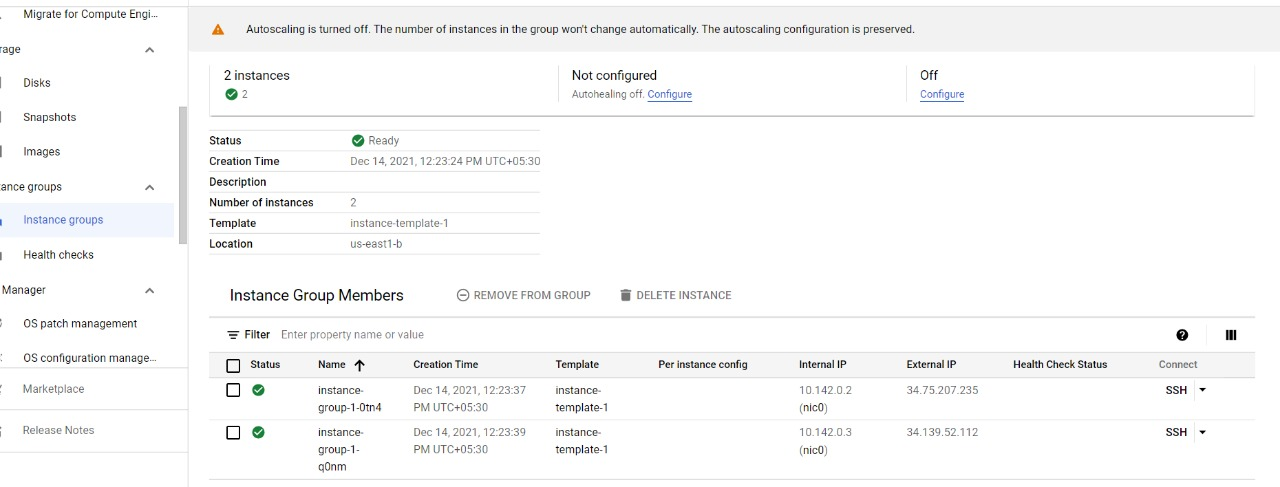 Migrate for Compute Engi...
rage
Disks
Snapshots
Images
tance groups
Instance groups
Health checks
Manager
OS patch management
OS configuration manage...
Marketplace
Release Notes
Autoscaling is turned off. The number of instances in the group won't change automatically. The autoscaling configuration is preserved.
2 instances
2
Not configured
Autohealing off. Configure
Off
Configure
Status Ready
Creation Time Dec 14, 2021, 12:23:24 PM UTC+05:30
Description
Number of instances 2
Template instance-template-1
Location us-east1-b
Instance Group Members REMOVE FROM GROUP DELETE INSTANCE
Filter Enter property name or value
Status Name Creation Time Template Per instance config Internal IP External IP Health Check Status Connect
instance- Dec 14, 2021, 12:23:37 instance- 10.142.0.2 34.75.207.235 SSH
group-1-0tn4 PM UTC+05:30 template-1 (nic0)
instance- Dec 14, 2021, 12:23:39 instance- 10.142.0.3 34.139.52.112 SSH
group-1- PM UTC+05:30 template-1 (nic0)
q0nm